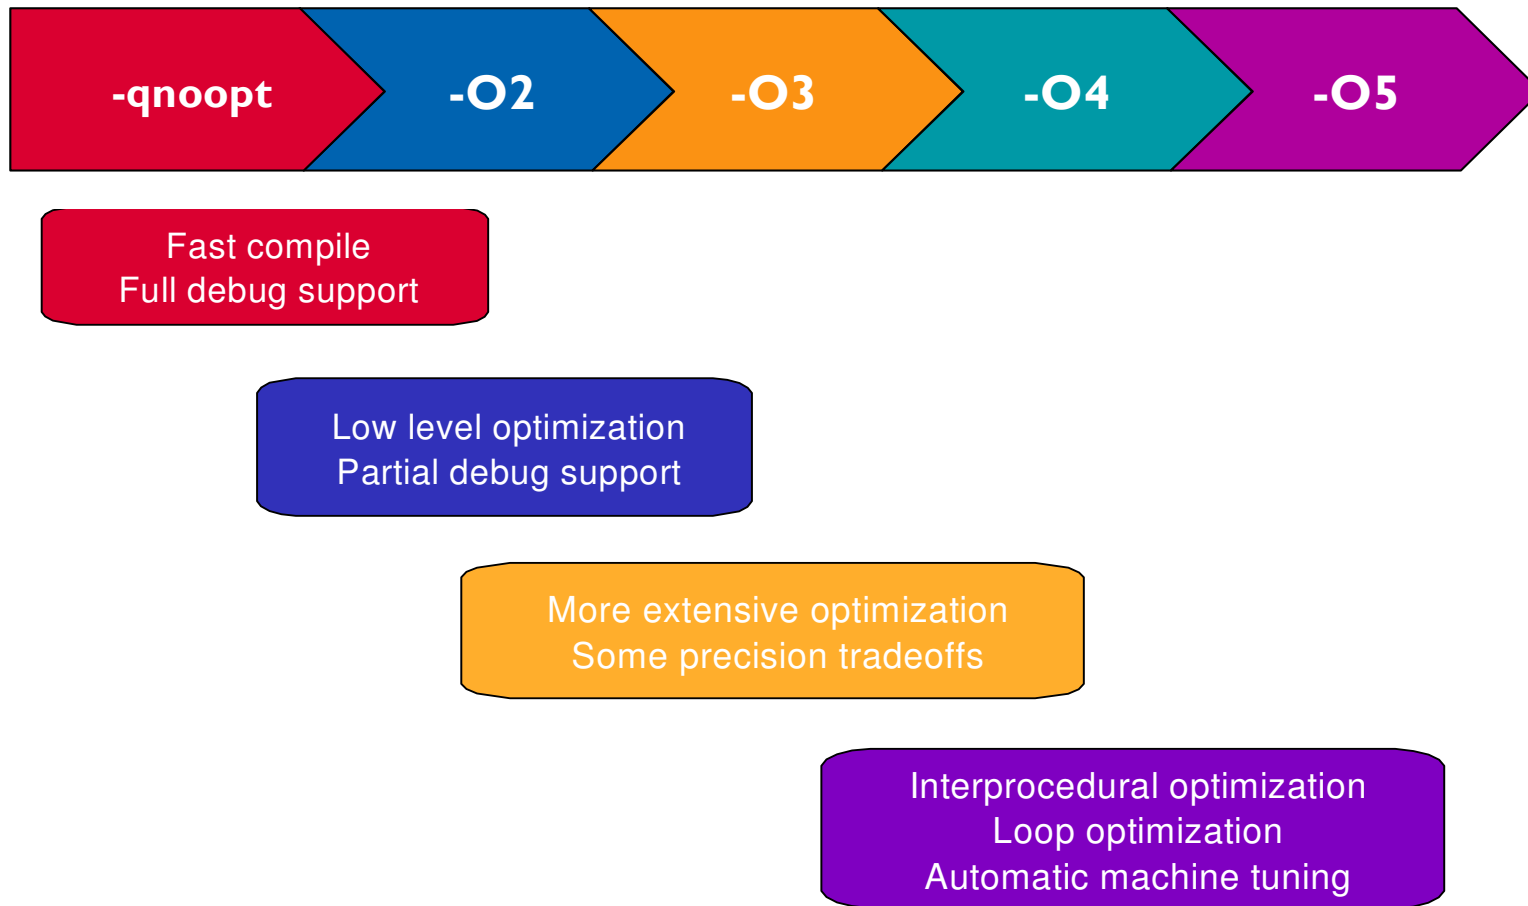 -qnoopt
-O2
-O3
-O4
-O5
Fast compile
Full debug support
Low level optimization
Partial debug support
More extensive optimization
Some precision tradeoffs
Interprocedural optimization
Loop optimization
Automatic machine tuning